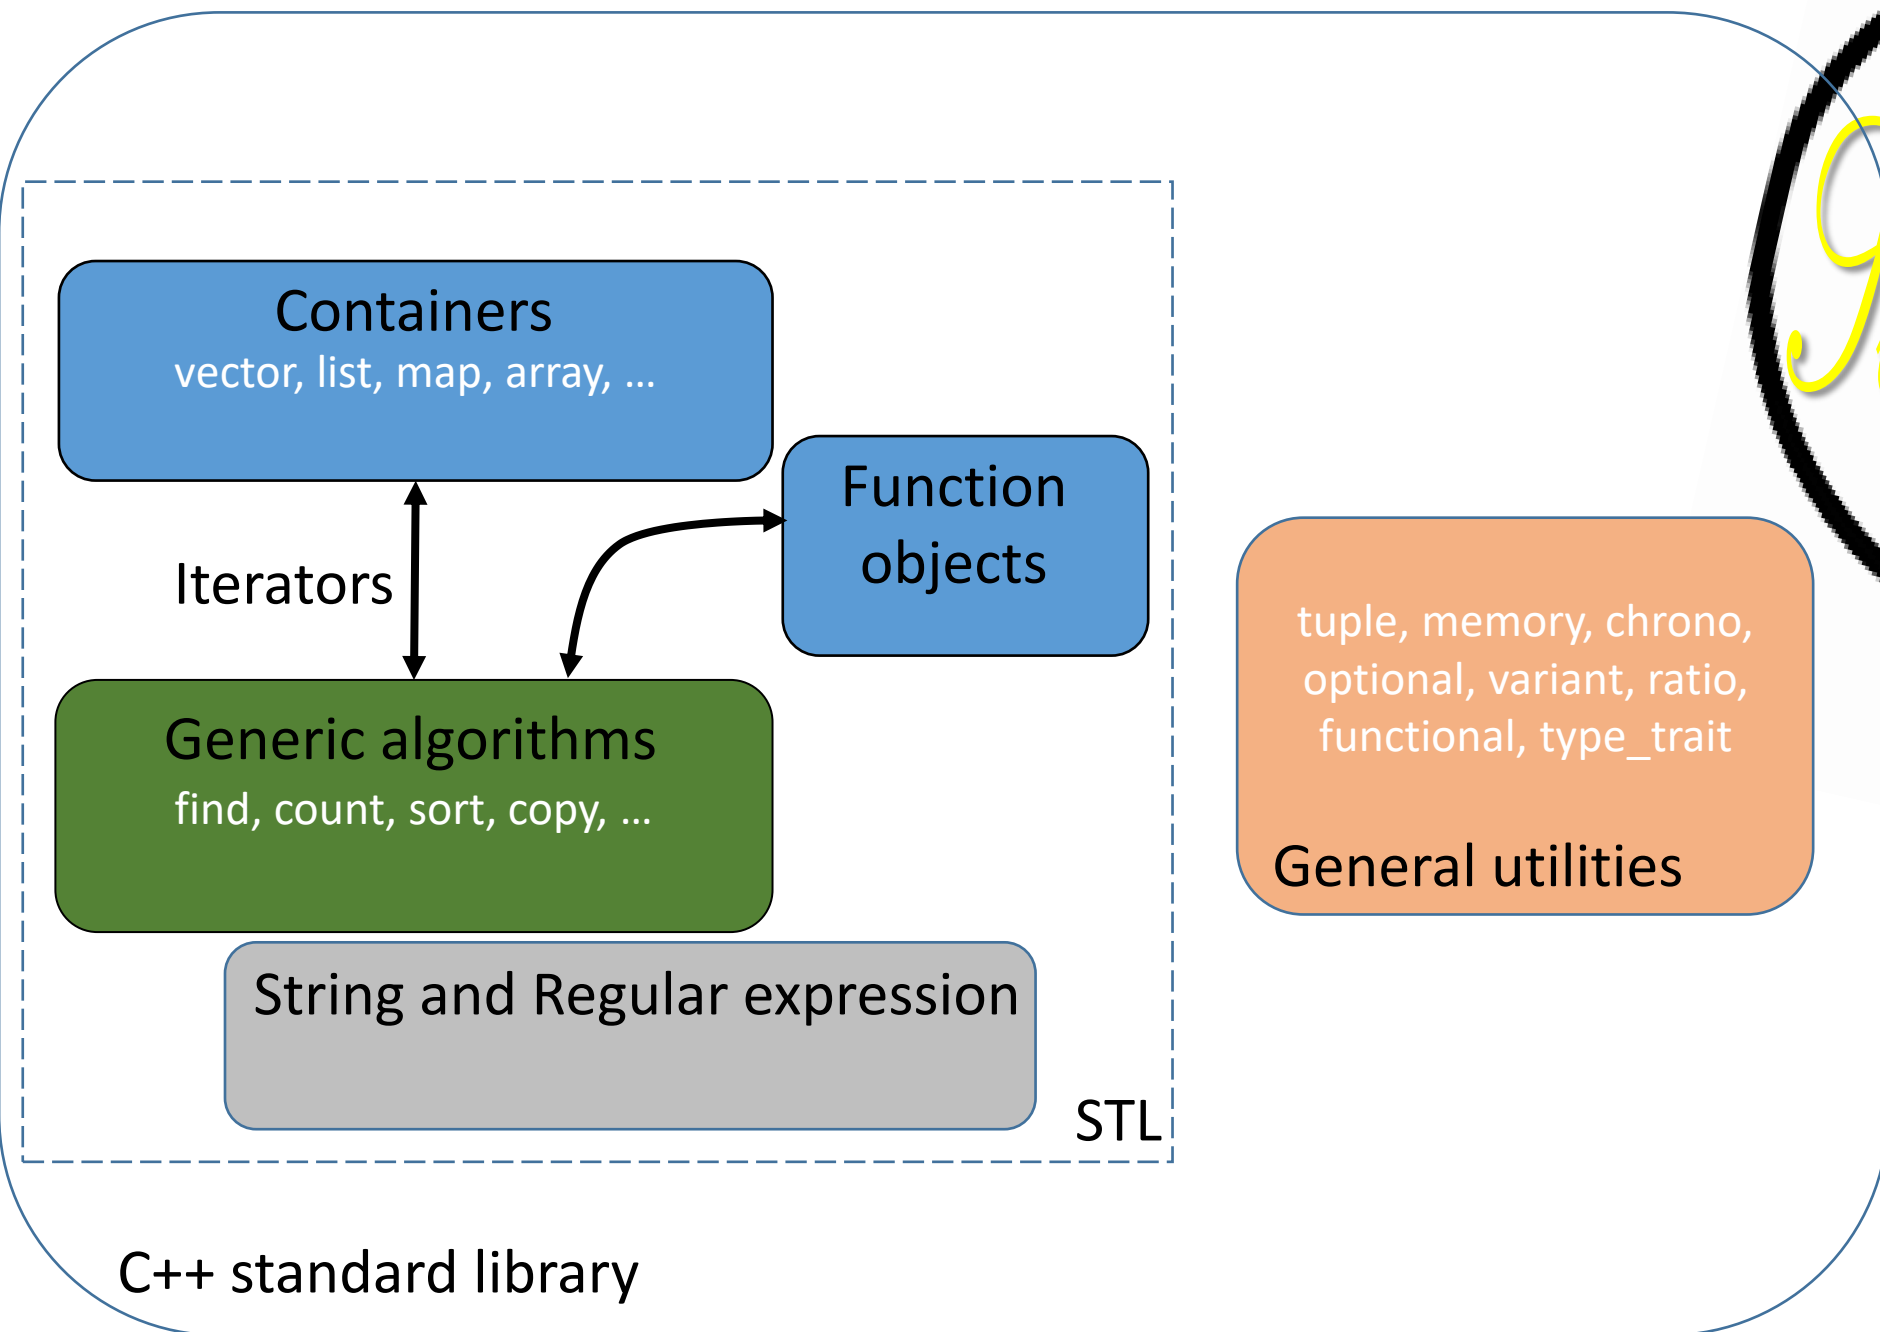 Containers
vector, list, map, array, ...
Function
objects
Iterators
Generic algorithms
find, count, sort, copy, ...
String and Regular expression
STL
tuple, memory, chrono,
optional, variant, ratio,
functional, type_trait
General utilities
C++ standard library